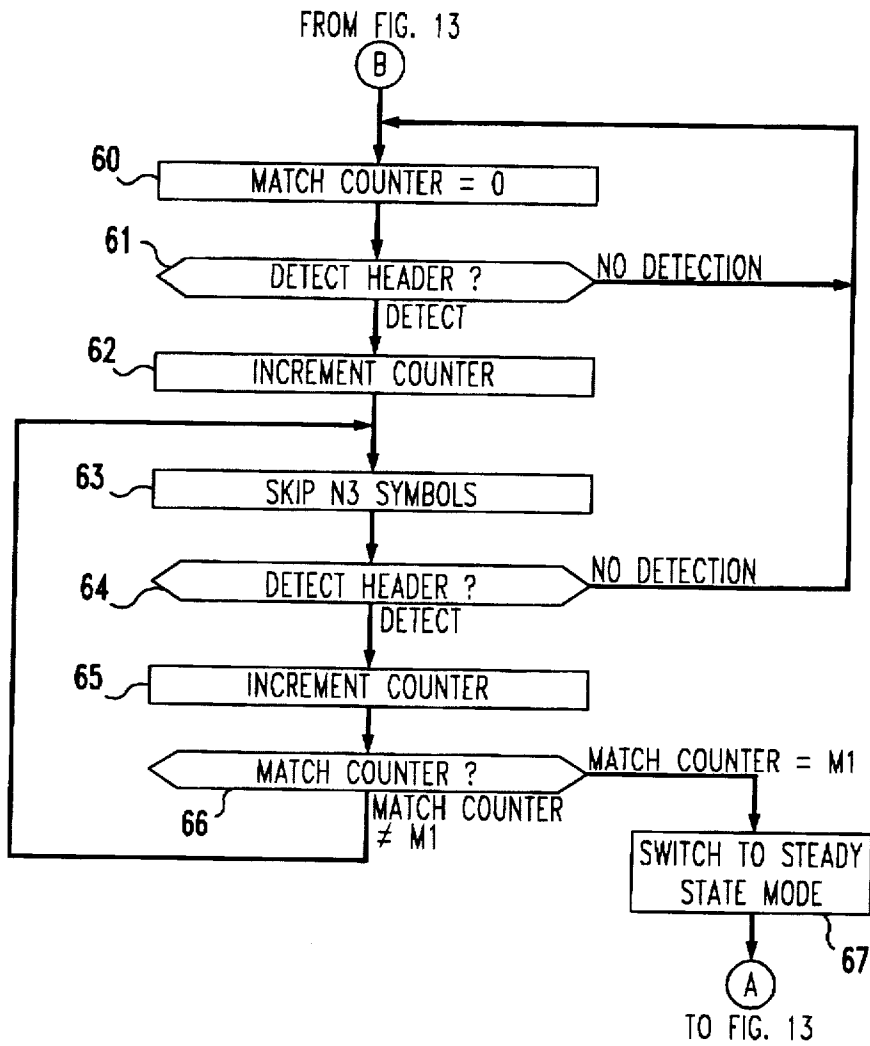 FROM FIG. 13
B
60
MATCH COUNTER = 0
61
DETECT HEADER ?
NO DETECTION
DETECT
62
INCREMENT COUNTER
63
SKIP N3 SYMBOLS
64
DETECT HEADER ?
NO DETECTION
DETECT
65
INCREMENT COUNTER
66
MATCH COUNTER ?
MATCH COUNTER = M1
MATCH COUNTER
≠ M1
SWITCH TO STEADY
STATE MODE
67
A
TO FIG. 13